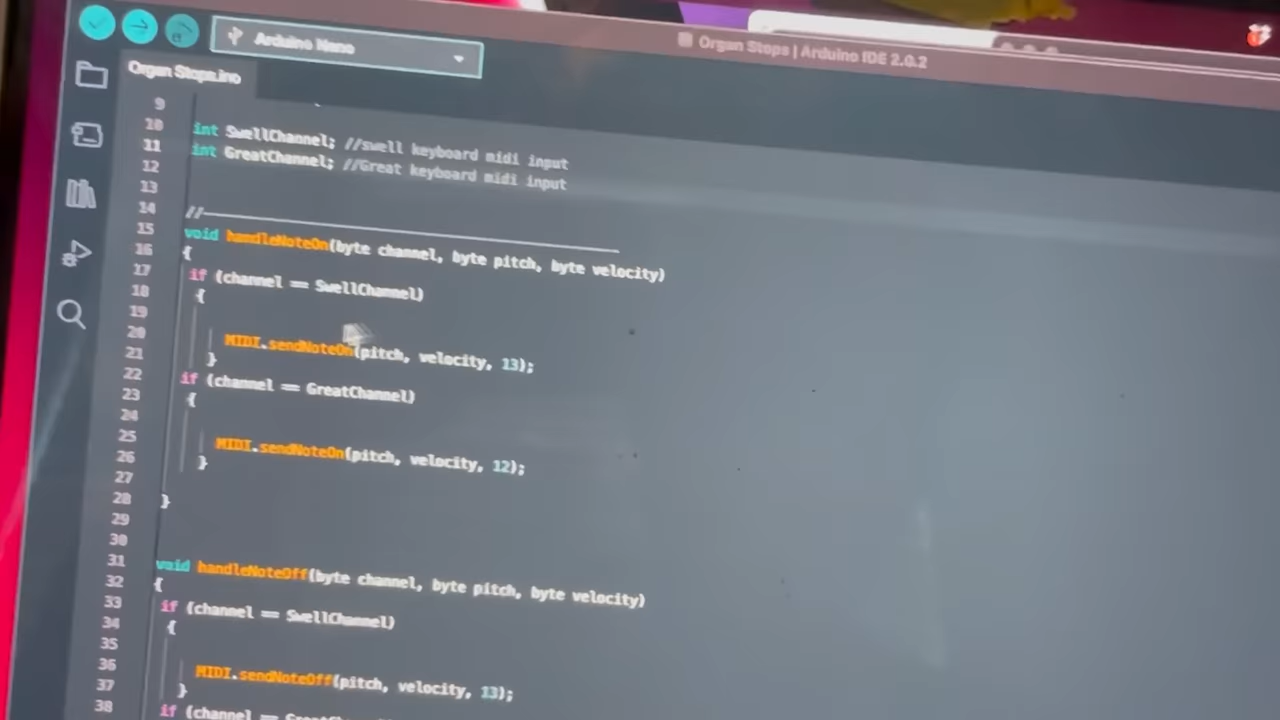 Arduino Nano
Organ Stops | Arduino IDE 2.0.2
Organ Stops.ino
9
10 int SwellChannel; //swell keyboard midi input
11 int GreatChannel; //Great keyboard midi input
12
13
14 //
15 void handleNoteOn(byte channel, byte pitch, byte velocity)
16 {
17 if (channel == SwellChannel)
18 {
19
20 MIDI.sendNoteOn(pitch, velocity, 13);
21 }
22 if (channel == GreatChannel)
23 {
24
25 MIDI.sendNoteOn(pitch, velocity, 12);
26 }
27
28 }
29
30
31 void handleNoteOff(byte channel, byte pitch, byte velocity)
32 {
33 if (channel == SwellChannel)
34 {
35
36 MIDI.sendNoteOff(pitch, velocity, 13);
37 }
38 if (channel ==